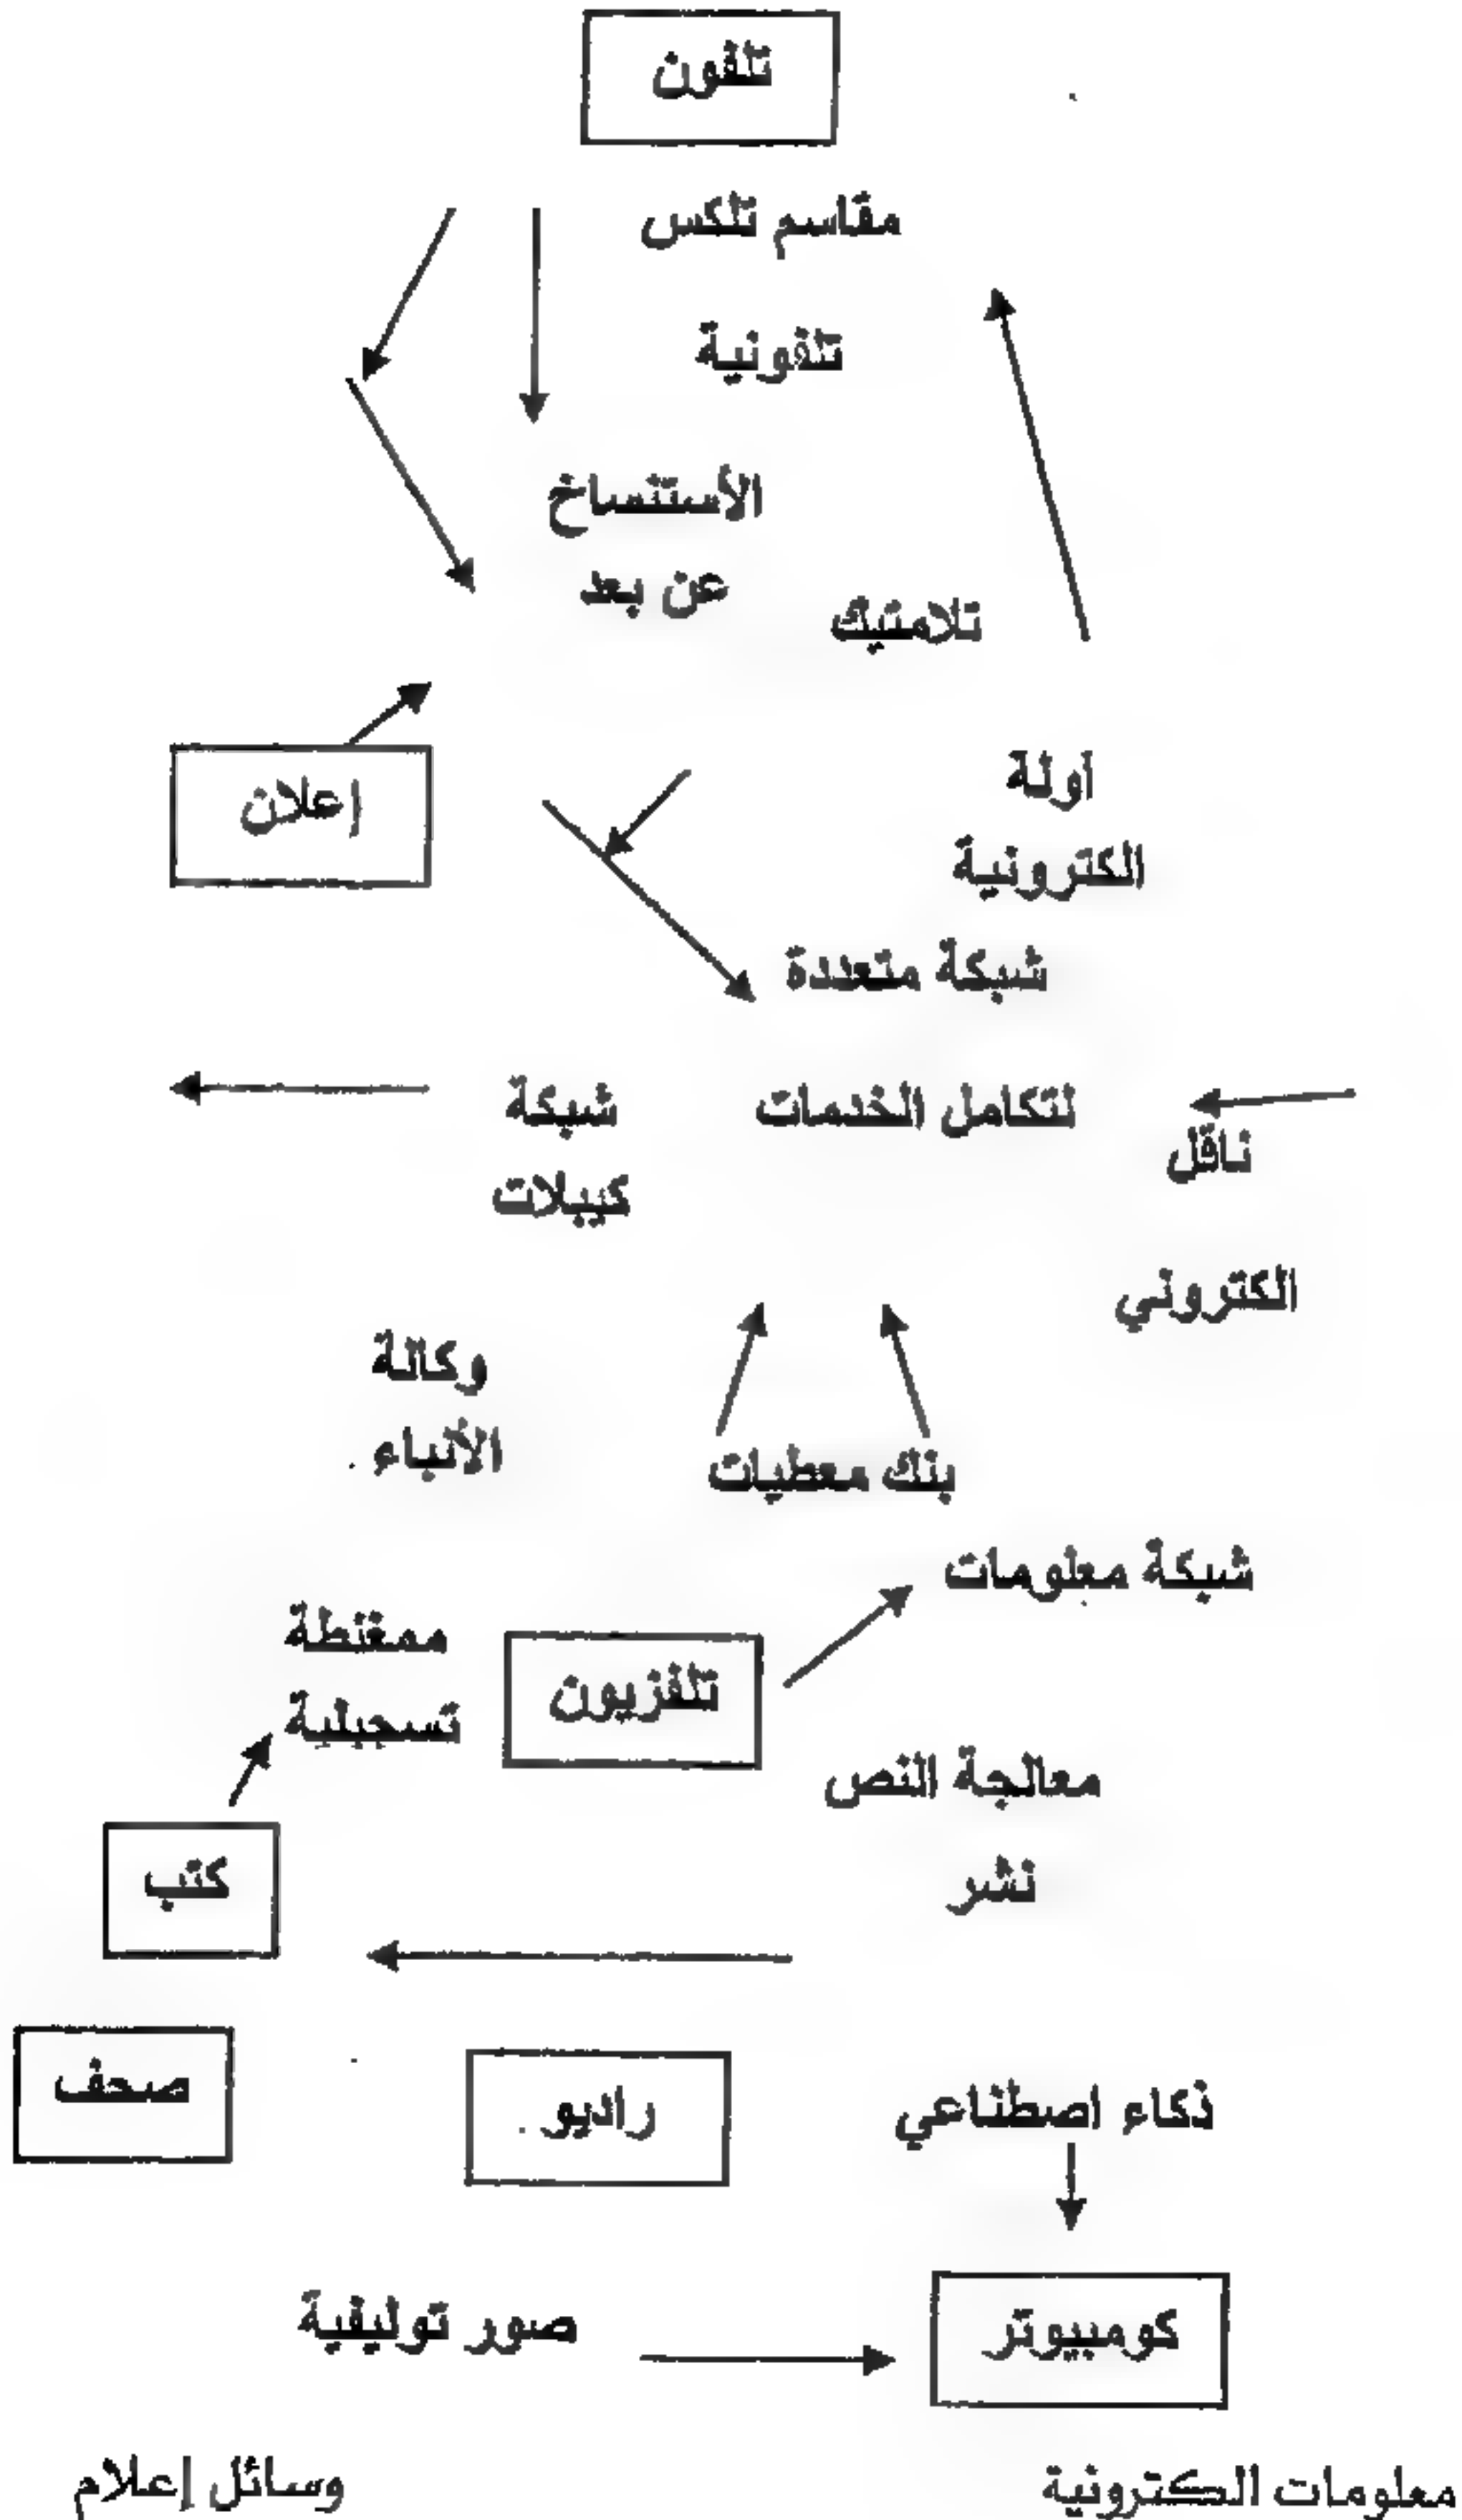 تلفون
مقاسم تلكس
تلفونية
الاستنساخ
عن بعد
تلامتيك
إعلان
اولة
الكترونية
شبكة متعددة
لتكامل الخدمات
شبكة
كيبلات
ناقل
الكتروني
وكالة
الأنباء
بنك معطيات
شبكة معلومات
ممغنطة
تسجيلية
تلفزيون
معالجة النص
كتب
نشر
صحف
راديو
ذكاء اصطناعي
صور توليفية
كومبيوتر
معلومات الكترونية
وسائل إعلام